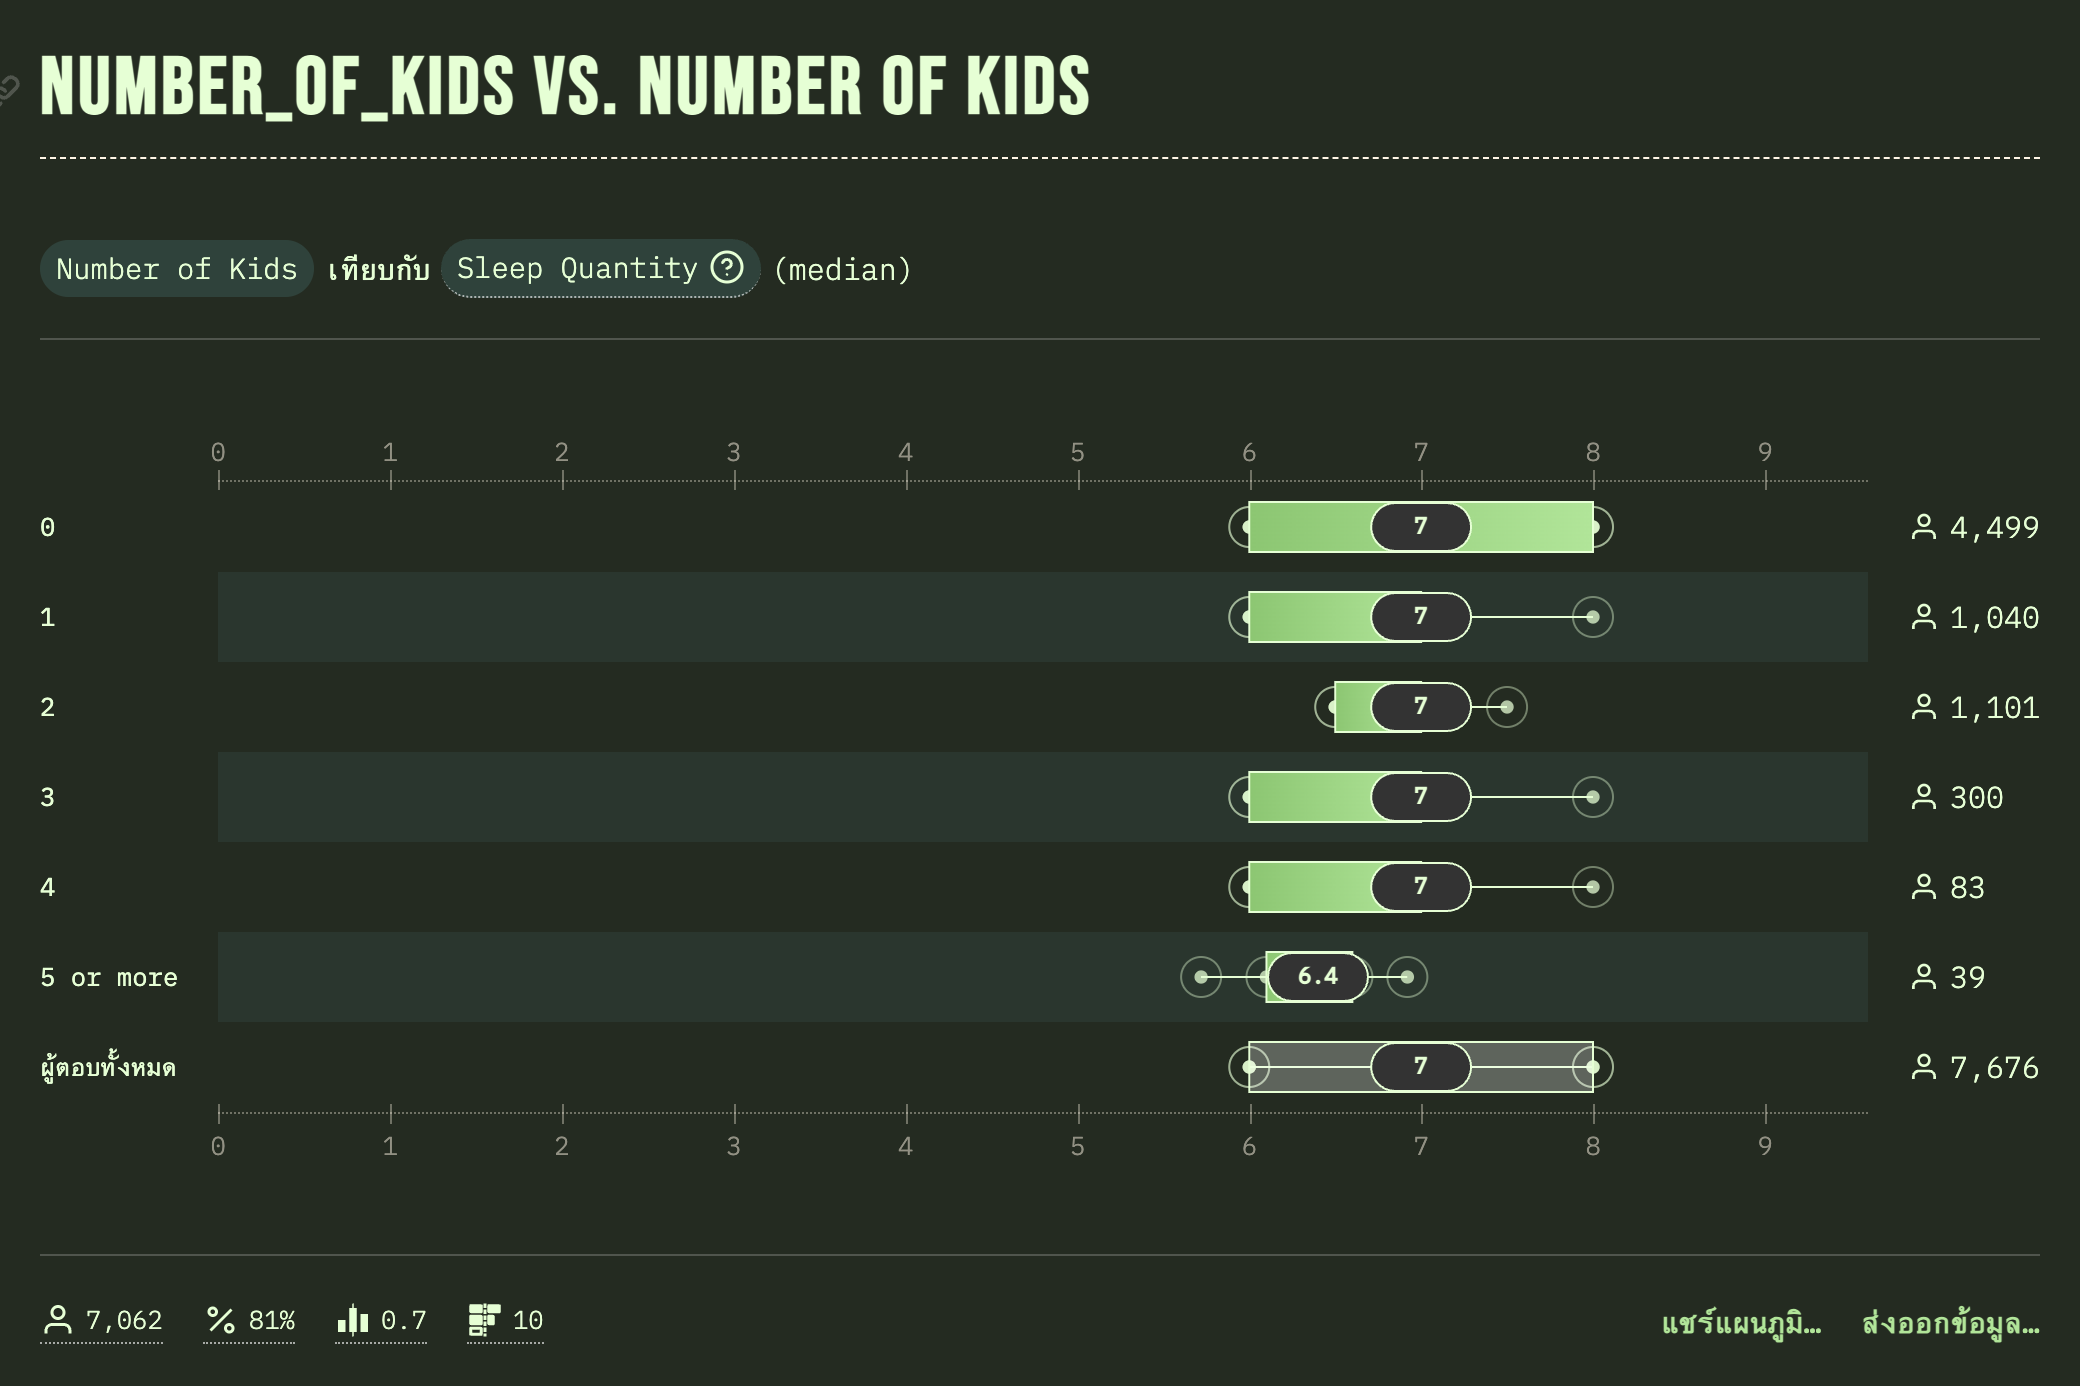 NUMBER_OF_KIDS VS. NUMBER OF KIDS
Number of Kids เทียบกับ Sleep Quantity (median)
0 1 2 3 4 5 6 7 8 9
0 7 4,499
1 7 1,040
2 7 1,101
3 7 300
4 7 83
5 or more 6.4 39
ผู้ตอบทั้งหมด 7 7,676
0 1 2 3 4 5 6 7 8 9
7,062 81% 0.7 10 แชร์แผนภูมิ… ส่งออกข้อมูล…